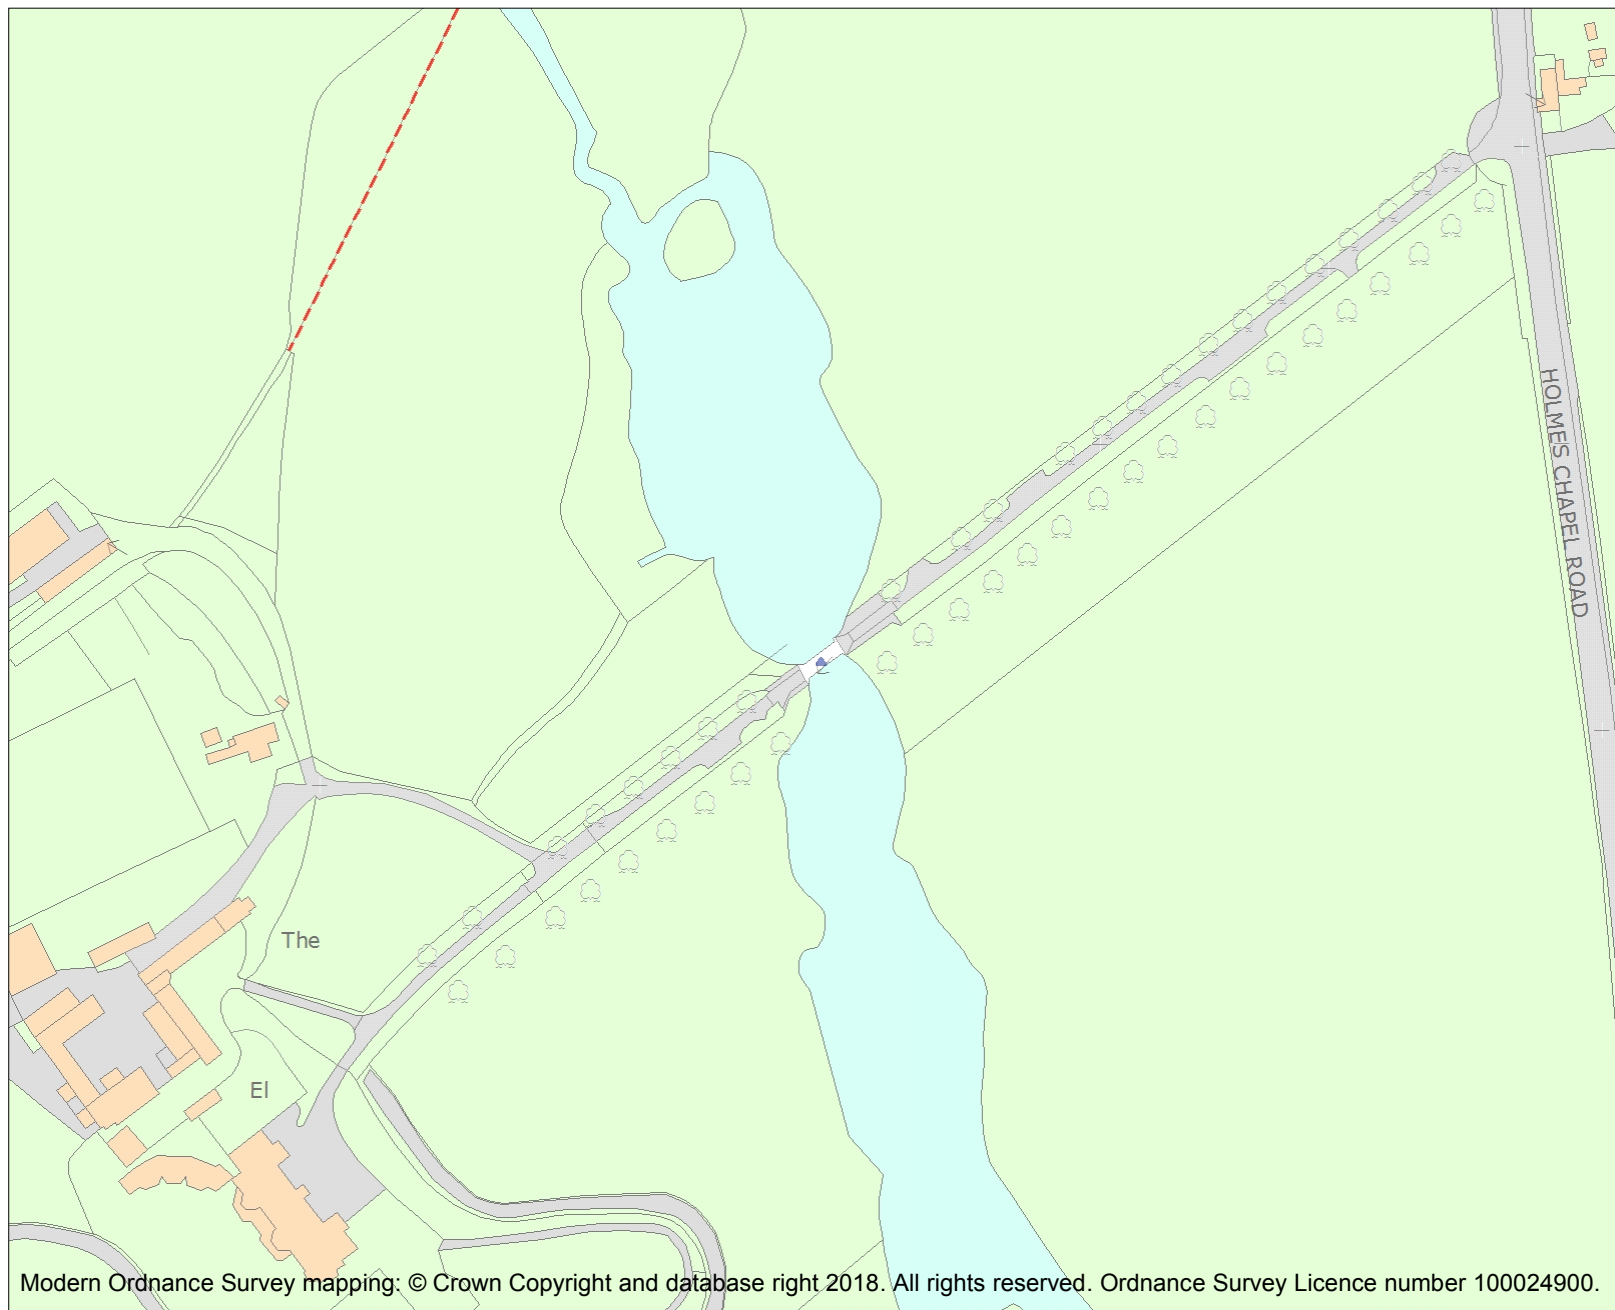 HOLMES CHAPEL ROAD
The
El
Modern Ordnance Survey mapping: © Crown Copyright and database right 2018. All rights reserved. Ordnance Survey Licence number 100024900.